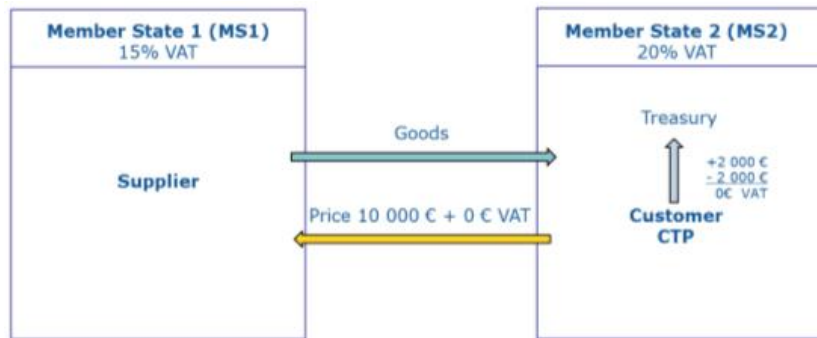 Member State 1 (MS1)
15% VAT
Member State 2 (MS2)
20% VAT
Goods
Treasury
+2 000 €
- 2 000 €
0€ VAT
Supplier
Price 10 000 € + 0 € VAT
Customer
CTP